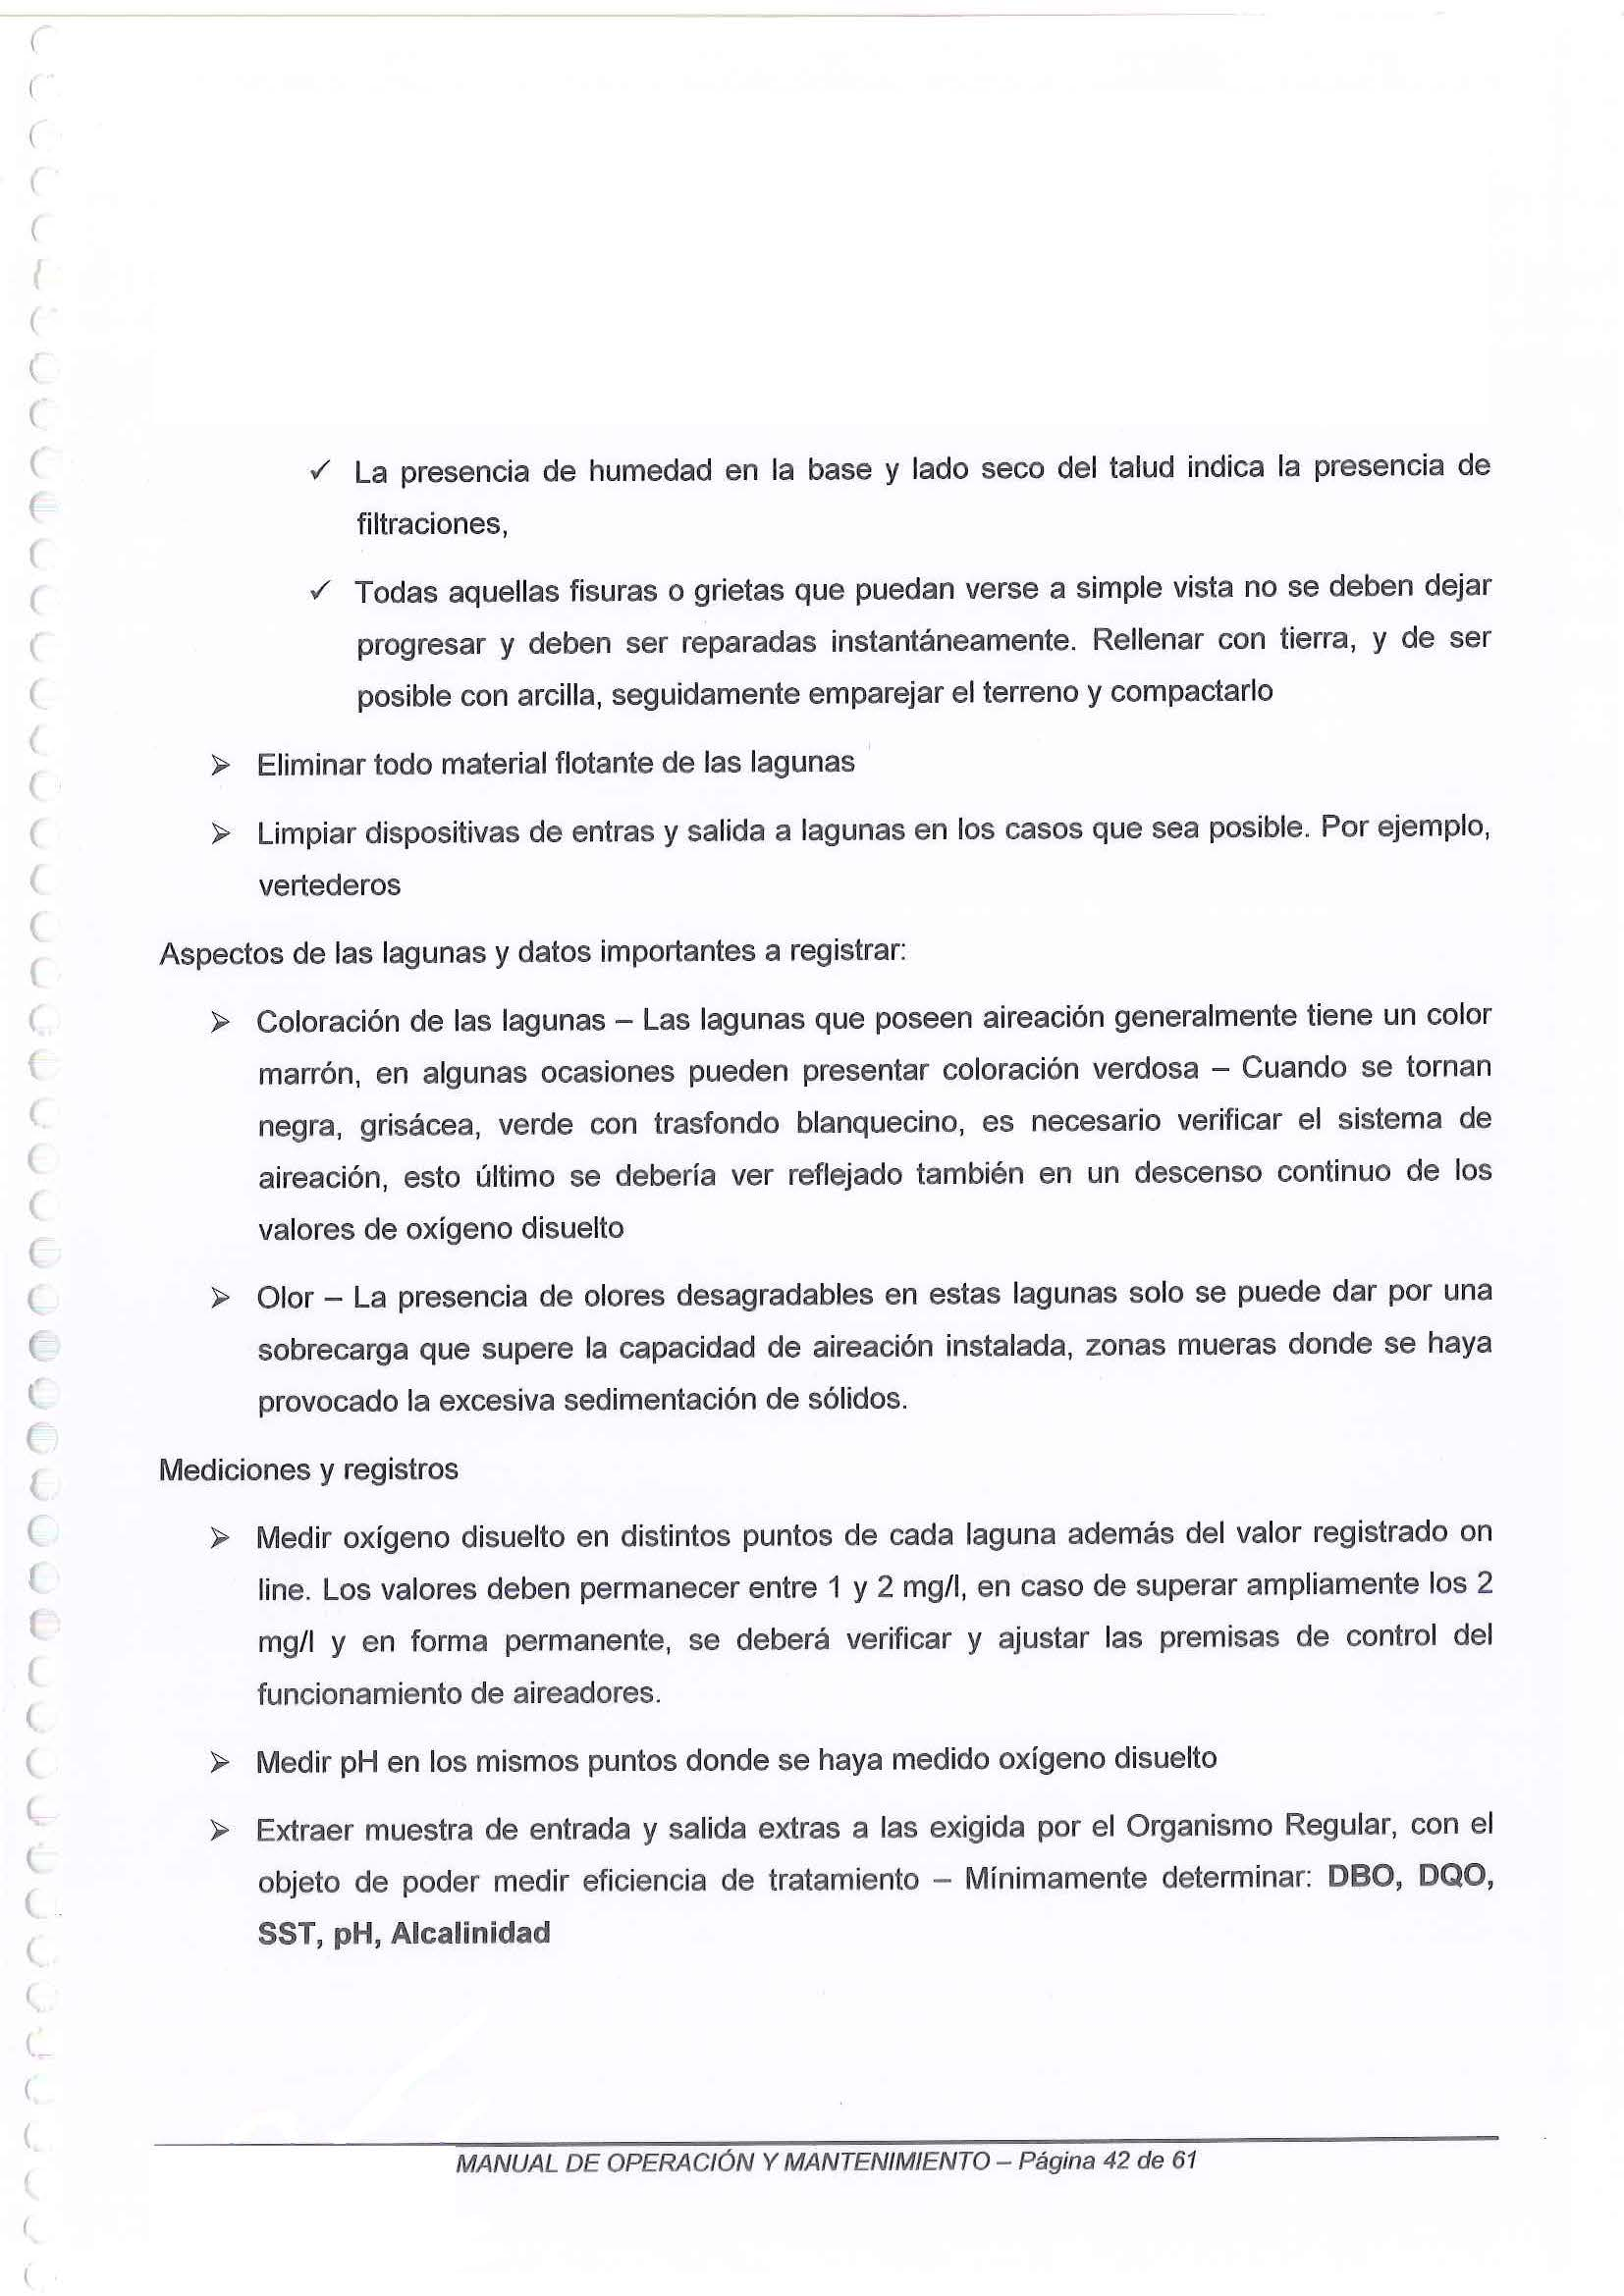 ✓ La presencia de humedad en la base y lado seco del talud indica la presencia de
filtraciones,
✓ Todas aquellas fisuras o grietas que puedan verse a simple vista no se deben dejar
progresar y deben ser reparadas instantáneamente. Rellenar con tierra, y de ser
posible con arcilla, seguidamente emparejar el terreno y compactarlo
➢ Eliminar todo material flotante de las lagunas
➢ Limpiar dispositivas de entras y salida a lagunas en los casos que sea posible. Por ejemplo,
vertederos
Aspectos de las lagunas y datos importantes a registrar:
➢ Coloración de las lagunas – Las lagunas que poseen aireación generalmente tiene un color
marrón, en algunas ocasiones pueden presentar coloración verdosa – Cuando se tornan
negra, grisácea, verde con trasfondo blanquecino, es necesario verificar el sistema de
aireación, esto último se debería ver reflejado también en un descenso continuo de los
valores de oxígeno disuelto
➢ Olor – La presencia de olores desagradables en estas lagunas solo se puede dar por una
sobrecarga que supere la capacidad de aireación instalada, zonas mueras donde se haya
provocado la excesiva sedimentación de sólidos.
Mediciones y registros
➢ Medir oxígeno disuelto en distintos puntos de cada laguna además del valor registrado on
line. Los valores deben permanecer entre 1 y 2 mg/l, en caso de superar ampliamente los 2
mg/l y en forma permanente, se deberá verificar y ajustar las premisas de control del
funcionamiento de aireadores.
➢ Medir pH en los mismos puntos donde se haya medido oxígeno disuelto
➢ Extraer muestra de entrada y salida extras a las exigida por el Organismo Regular, con el
objeto de poder medir eficiencia de tratamiento – Mínimamente determinar: DBO, DQO,
SST, pH, Alcalinidad
MANUAL DE OPERACIÓN Y MANTENIMIENTO – Página 42 de 61